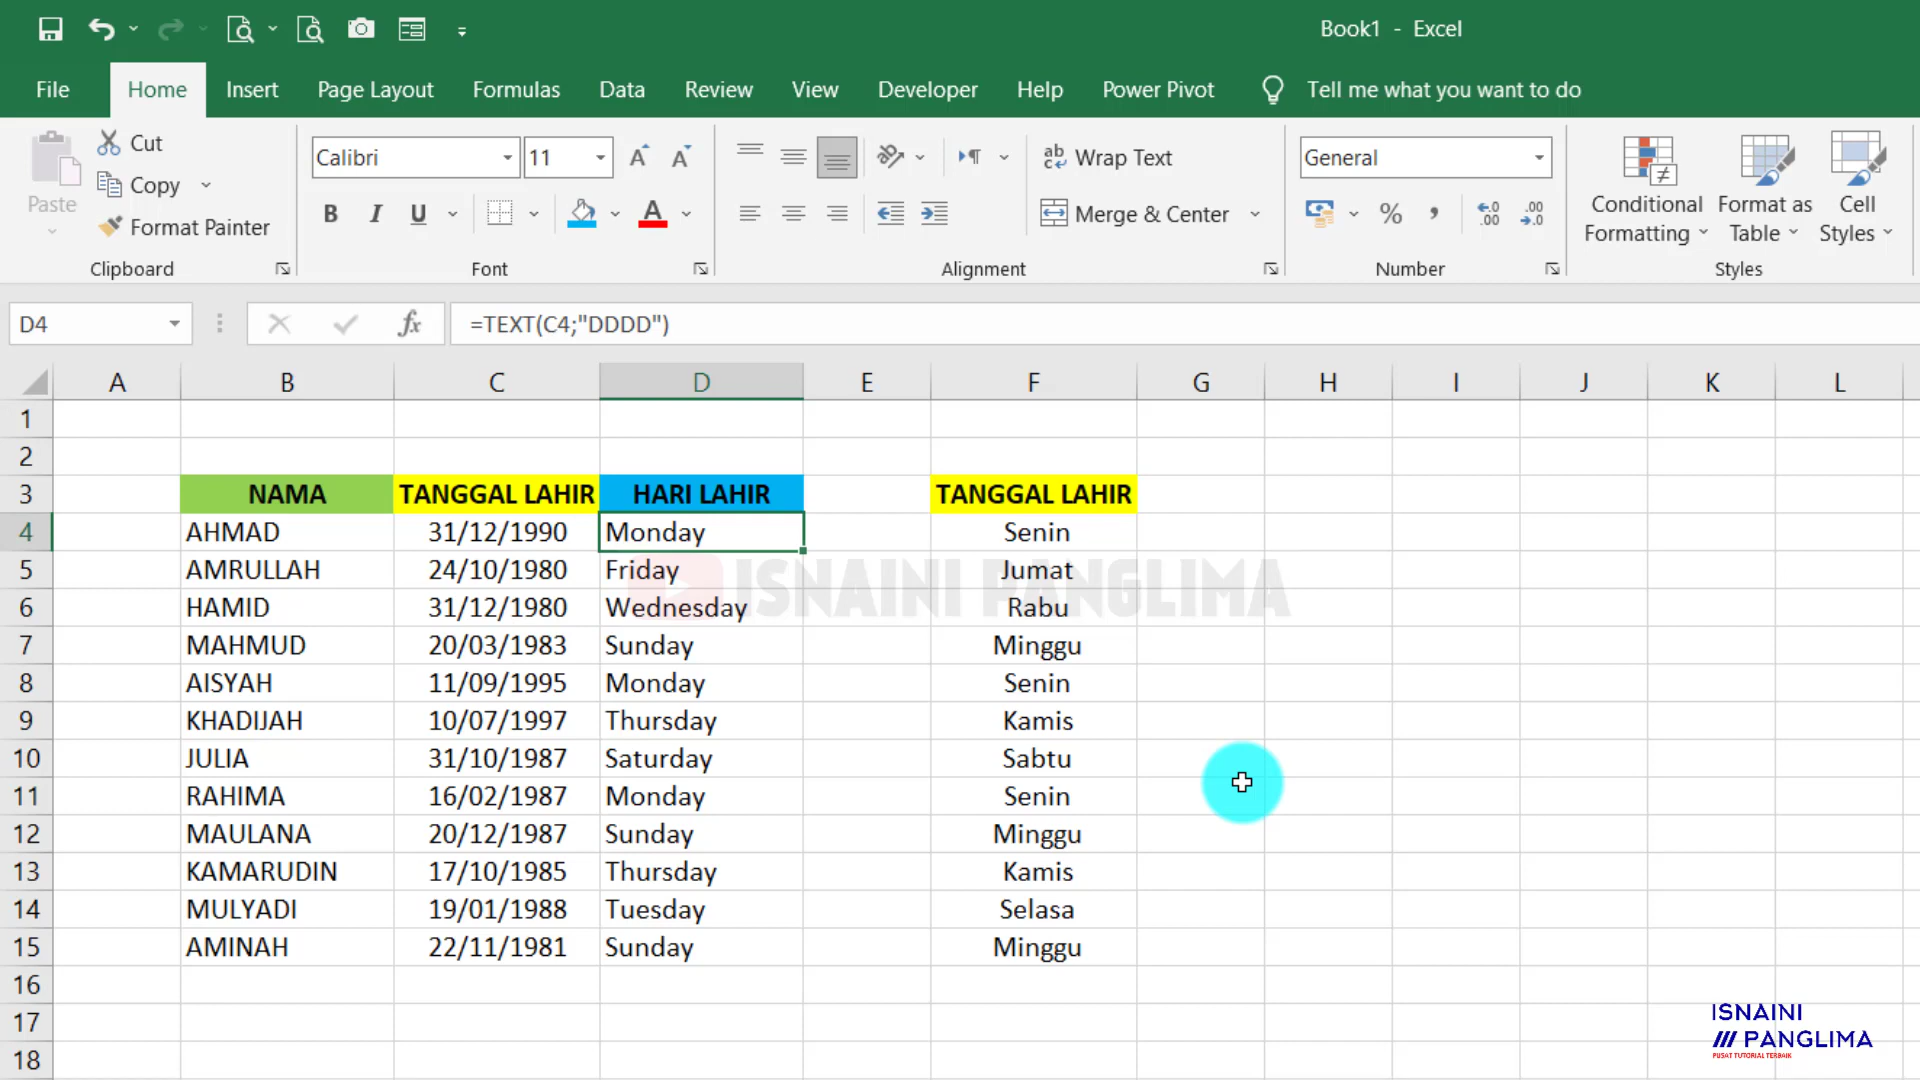 Book1 - Excel
File Home Insert Page Layout Formulas Data Review View Developer Help Power Pivot Tell me what you want to do
Paste
Cut
Copy
Format Painter
Clipboard
Calibri 11
B I U A
Font
Wrap Text
Merge & Center
Alignment
General
% ,
Number
Conditional Formatting
Format as Table
Cell Styles
Styles
D4 fx =TEXT(C4;"DDDD")
A B C D E F G H I J K L
1
2
3 NAMA TANGGAL LAHIR HARI LAHIR TANGGAL LAHIR
4 AHMAD 31/12/1990 Monday Senin
5 AMRULLAH 24/10/1980 Friday Jumat
6 HAMID 31/12/1980 Wednesday Rabu
7 MAHMUD 20/03/1983 Sunday Minggu
8 AISYAH 11/09/1995 Monday Senin
9 KHADIJAH 10/07/1997 Thursday Kamis
10 JULIA 31/10/1987 Saturday Sabtu
11 RAHIMA 16/02/1987 Monday Senin
12 MAULANA 20/12/1987 Sunday Minggu
13 KAMARUDIN 17/10/1985 Thursday Kamis
14 MULYADI 19/01/1988 Tuesday Selasa
15 AMINAH 22/11/1981 Sunday Minggu
16
17
18
ISNAINI PANGLIMA
ISNAINI
PANGLIMA
PUSAT TUTORIAL TERBAIK